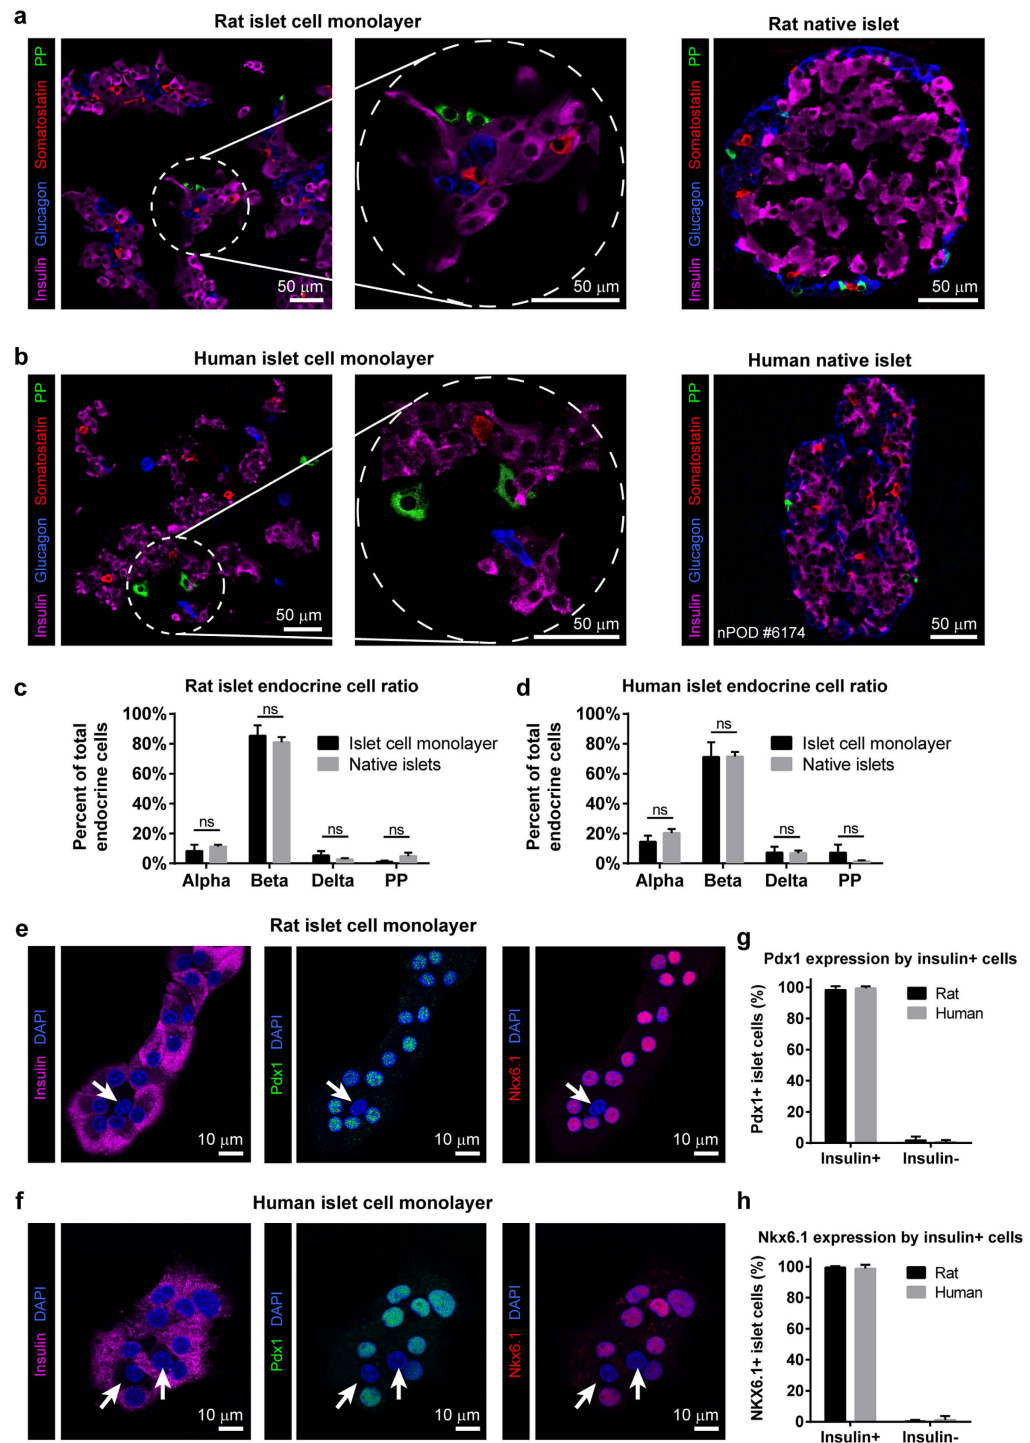 a
Rat islet cell monolayer
Rat native islet
Insulin Glucagon Somatostatin PP
50 µm
50 µm
Insulin Glucagon Somatostatin PP
50 µm
b
Human islet cell monolayer
Human native islet
Insulin Glucagon Somatostatin PP
50 µm
50 µm
Insulin Glucagon Somatostatin PP
nPOD #6174
50 µm
c
Rat islet endocrine cell ratio
Percent of total
endocrine cells
100%
80%
60%
40%
20%
0%
ns
ns
ns
ns
Islet cell monolayer
Native islets
Alpha
Beta
Delta
PP
d
Human islet endocrine cell ratio
Percent of total
endocrine cells
100%
80%
60%
40%
20%
0%
ns
ns
ns
ns
Islet cell monolayer
Native islets
Alpha
Beta
Delta
PP
e
Rat islet cell monolayer
Insulin DAPI
10 µm
Pdx1 DAPI
10 µm
Nkx6.1 DAPI
10 µm
g
Pdx1 expression by insulin+ cells
Pdx1+ islet cells (%)
100
80
60
40
20
0
Rat
Human
Insulin+
Insulin-
f
Human islet cell monolayer
Insulin DAPI
10 µm
Pdx1 DAPI
10 µm
Nkx6.1 DAPI
10 µm
h
Nkx6.1 expression by insulin+ cells
NKX6.1+ islet cells (%)
100
80
60
40
20
0
Rat
Human
Insulin+
Insulin-